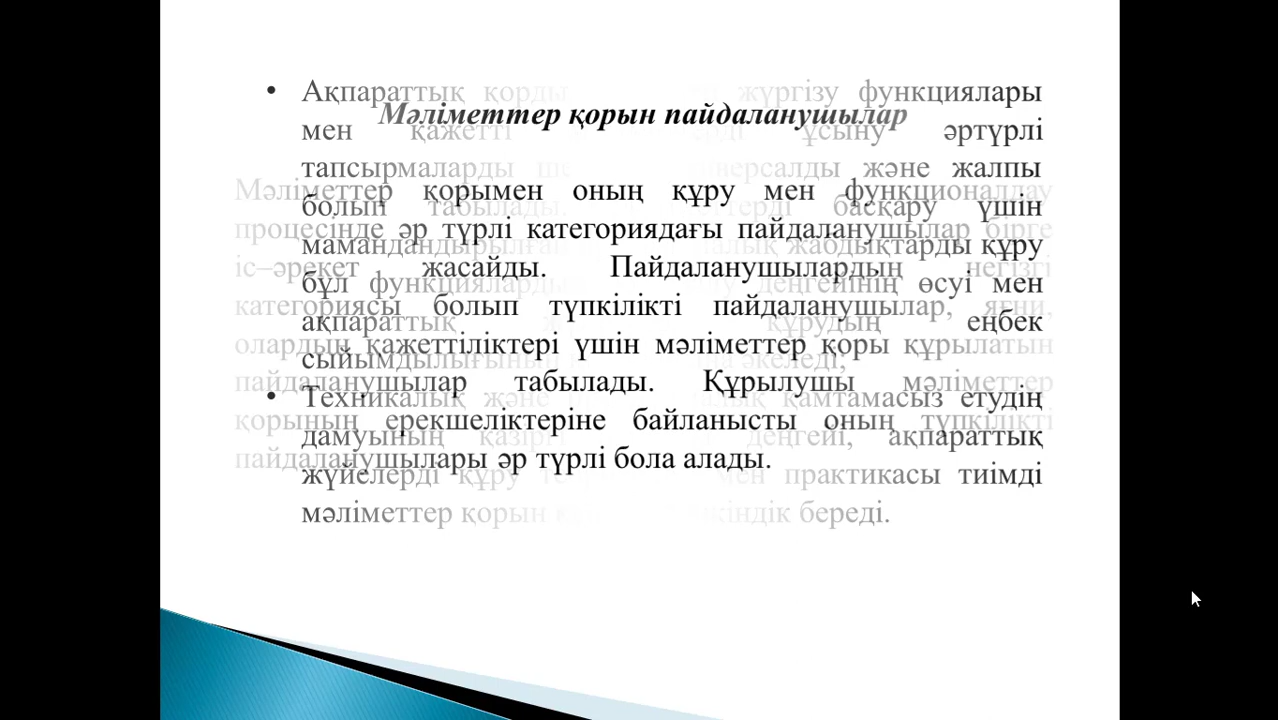 • Ақпараттық қорды жүргізу функциялары
мен қажетті ұсыну әртүрлі
тапсырмаларды және жалпы
болып табылады. басқару үшін
мамандандырылған жабдықтарды құру
бұл деңгейінің өсуі мен
ақпараттық құрудың еңбек
әкеледі;
• Техникалық және қамтамасыз етудің
дамуының деңгейі, ақпараттық
жүйелерді құру мен практикасы тиімді
мәліметтер қорын береді.
Мәліметтер қорын пайдаланушылар
Мәліметтер қорымен оның құру мен функционалдау
процесінде әр түрлі категориядағы пайдаланушылар бірге
іс–әрекет жасайды. Пайдаланушылардың негізгі
категориясы болып түпкілікті пайдаланушылар, яғни,
олардың қажеттіліктері үшін мәліметтер қоры құрылатын
пайдаланушылар табылады. Құрылушы мәліметтер
қорының ерекшеліктеріне байланысты оның түпкілікті
пайдаланушылары әр түрлі бола алады.